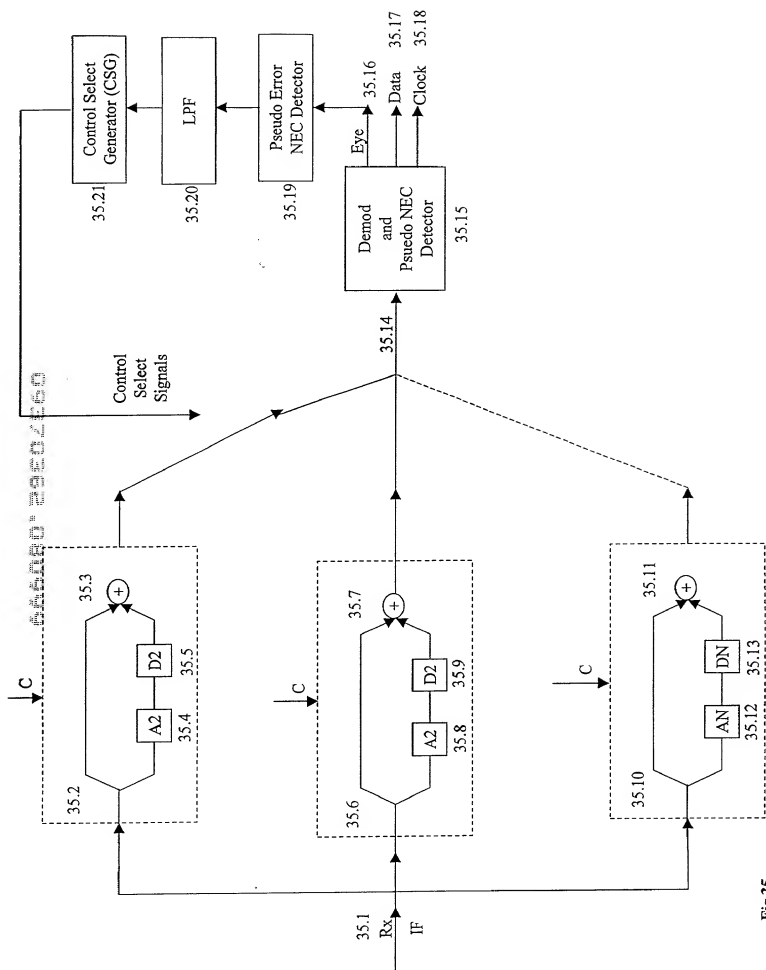 35.1
Rx
IF
35.2
35.3
A2
D2
35.4
35.5
C
35.6
35.7
A2
D2
35.8
35.9
C
35.10
35.11
AN
DN
35.12
35.13
C
Control
Select
Signals
35.14
Demod
and
Psuedo NEC
Detector
35.15
Eye
35.16
Data
35.17
Clock
35.18
Pseudo Error
NEC Detector
35.19
LPF
35.20
Control Select
Generator (CSG)
35.21